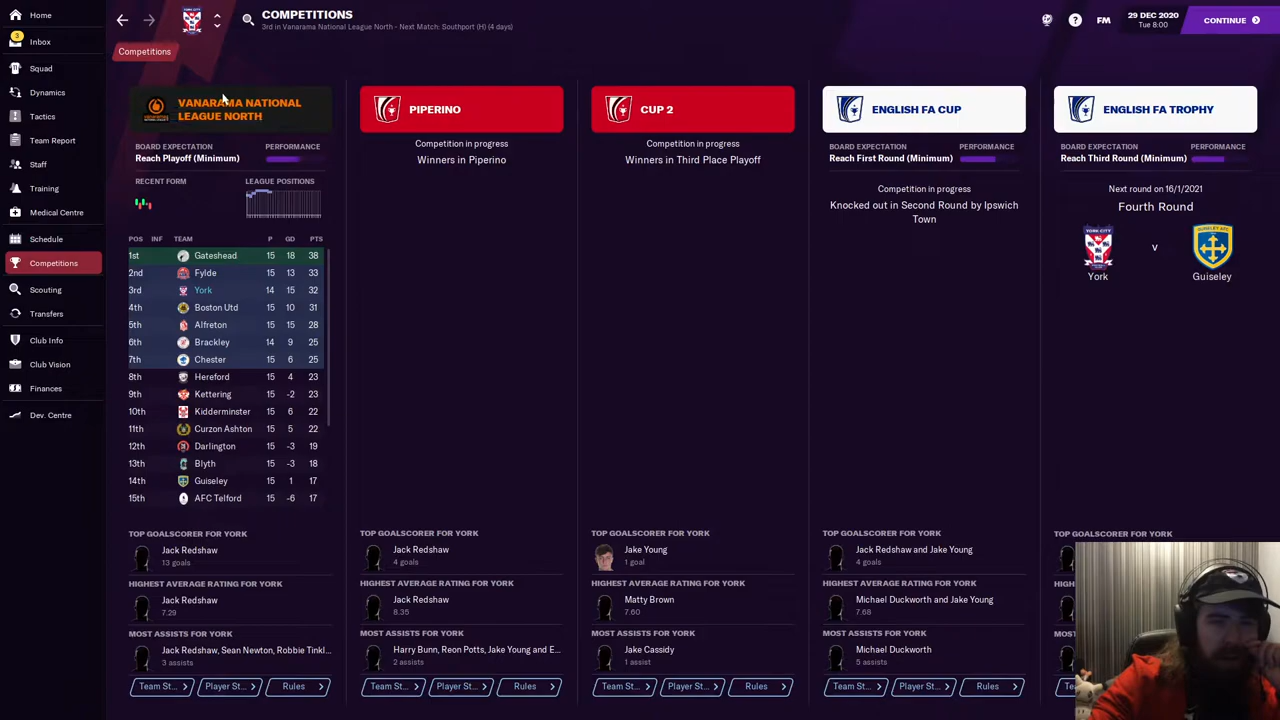 Home
COMPETITIONS
3rd in Vanarama National League North - Next Match: Southport (H) (4 days)
FM
29 DEC 2020
Tue 8:00
CONTINUE
3
Inbox
Squad
Dynamics
Tactics
Team Report
Staff
Training
Medical Centre
Schedule
Competitions
Scouting
Transfers
Club Info
Club Vision
Finances
Dev. Centre
Competitions
VANARAMA NATIONAL
LEAGUE NORTH
BOARD EXPECTATION
Reach Playoff (Minimum)
PERFORMANCE
RECENT FORM
LEAGUE POSITIONS
POS INF TEAM P GD PTS
1st Gateshead 15 18 38
2nd Fylde 15 13 33
3rd York 14 15 32
4th Boston Utd 15 10 31
5th Alfreton 15 15 28
6th Brackley 14 9 25
7th Chester 15 6 25
8th Hereford 15 4 23
9th Kettering 15 -2 23
10th Kidderminster 15 6 22
11th Curzon Ashton 15 5 22
12th Darlington 15 -3 19
13th Blyth 15 -3 18
14th Guiseley 15 1 17
15th AFC Telford 15 -6 17
TOP GOALSCORER FOR YORK
Jack Redshaw
13 goals
HIGHEST AVERAGE RATING FOR YORK
Jack Redshaw
7.29
MOST ASSISTS FOR YORK
Jack Redshaw, Sean Newton, Robbie Tinkl...
3 assists
Team St...
Player St...
Rules
PIPERINO
Competition in progress
Winners in Piperino
TOP GOALSCORER FOR YORK
Jack Redshaw
4 goals
HIGHEST AVERAGE RATING FOR YORK
Jack Redshaw
8.35
MOST ASSISTS FOR YORK
Harry Bunn, Reon Potts, Jake Young and E...
2 assists
Team St...
Player St...
Rules
CUP 2
Competition in progress
Winners in Third Place Playoff
TOP GOALSCORER FOR YORK
Jake Young
1 goal
HIGHEST AVERAGE RATING FOR YORK
Matty Brown
7.60
MOST ASSISTS FOR YORK
Jake Cassidy
1 assist
Team St...
Player St...
Rules
ENGLISH FA CUP
BOARD EXPECTATION
Reach First Round (Minimum)
PERFORMANCE
Competition in progress
Knocked out in Second Round by Ipswich
Town
TOP GOALSCORER FOR YORK
Jack Redshaw and Jake Young
4 goals
HIGHEST AVERAGE RATING FOR YORK
Michael Duckworth and Jake Young
7.68
MOST ASSISTS FOR YORK
Michael Duckworth
5 assists
Team St...
Player St...
Rules
ENGLISH FA TROPHY
BOARD EXPECTATION
Reach Third Round (Minimum)
PERFORMANCE
Next round on 16/1/2021
Fourth Round
v
York
Guiseley
TOP GOALSCORER FOR YORK